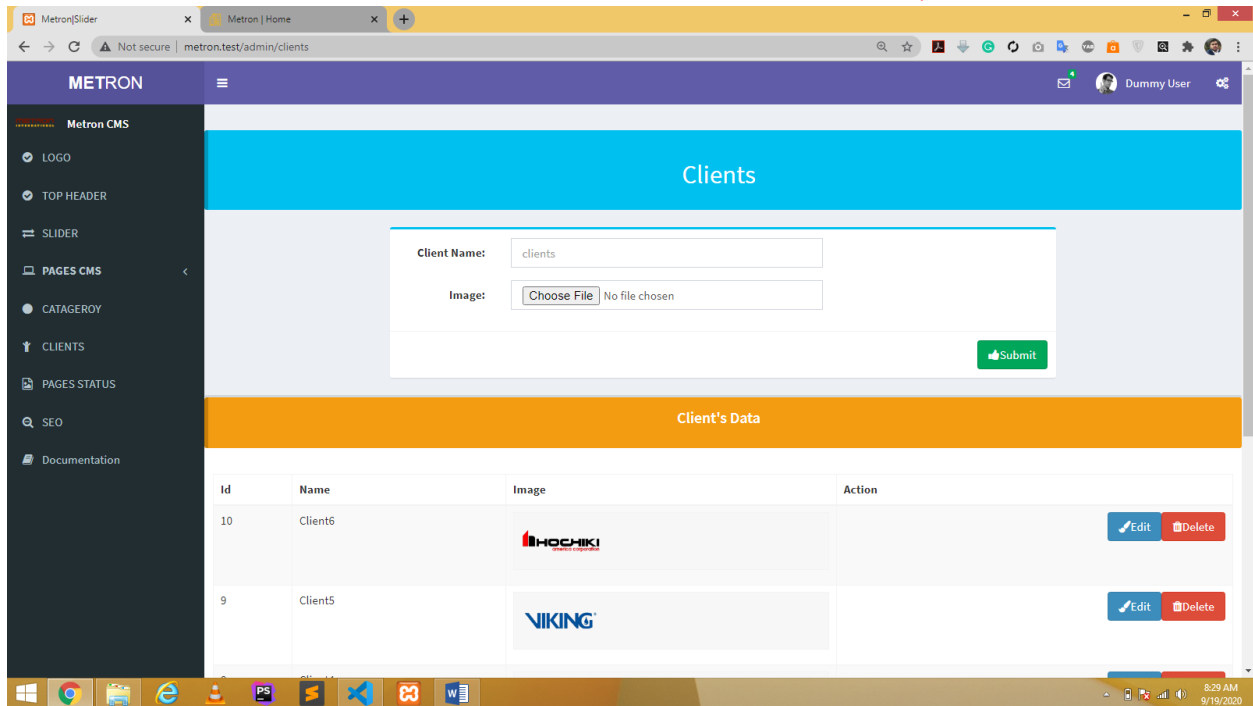 Metron|Slider
Metron | Home
Not secure | metron.test/admin/clients
METRON
4
Dummy User
Metron CMS
LOGO
TOP HEADER
SLIDER
PAGES CMS
CATAGEROY
CLIENTS
PAGES STATUS
SEO
Documentation
Clients
Client Name:
clients
Image:
Choose File No file chosen
Submit
Client's Data
Id Name Image Action
10 Client6 HOCHIKI
america corporation
Edit Delete
9 Client5 VIKING
Edit Delete
8:29 AM
9/19/2020